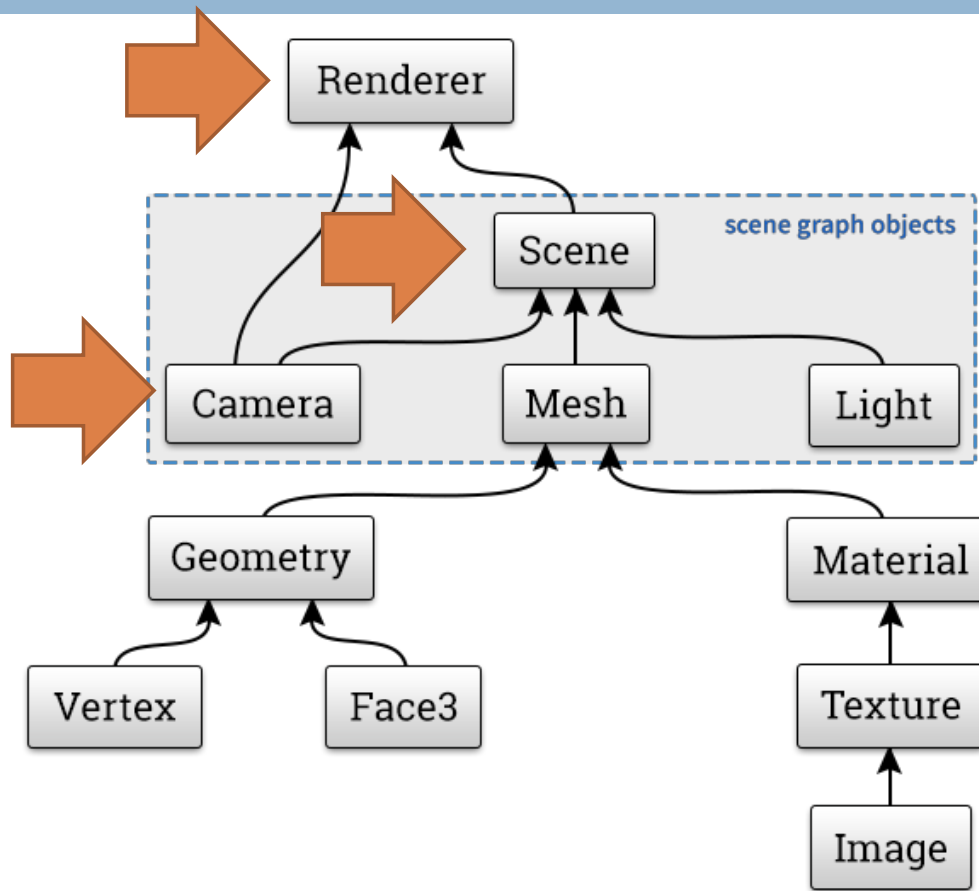 Renderer
scene graph objects
Scene
Camera
Mesh
Light
Geometry
Material
Vertex
Face3
Texture
Image